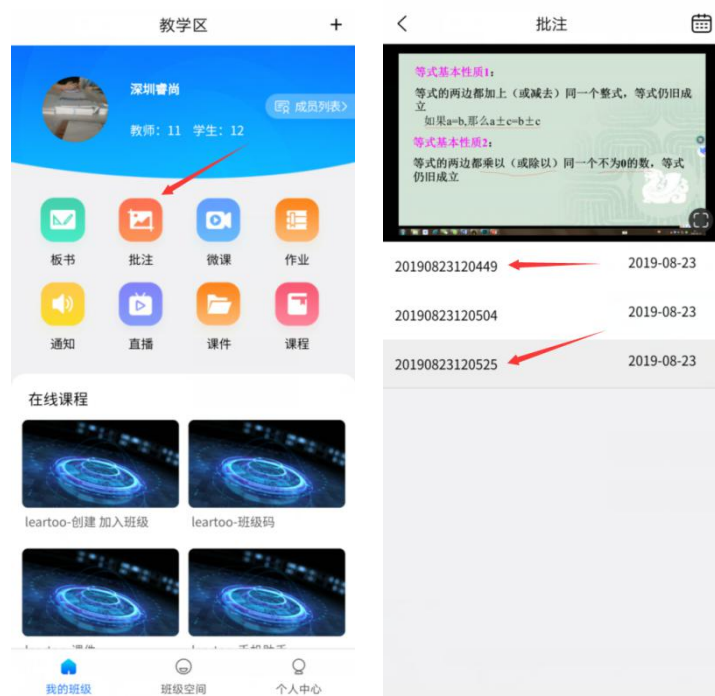 教学区
+
深圳睿尚
成员列表>
教师：11 学生：12
板书
批注
微课
作业
通知
直播
课件
课程
在线课程
leartoo-创建 加入班级
leartoo-班级码
我的班级
班级空间
个人中心
批注
等式基本性质1：
等式的两边都加上（或减去）同一个整式，等式仍旧成
立
如果a=b,那么a±c=b±c
等式基本性质2：
等式的两边都乘以（或除以）同一个不为0的数，等式
仍旧成立
20190823120449
2019-08-23
20190823120504
2019-08-23
20190823120525
2019-08-23